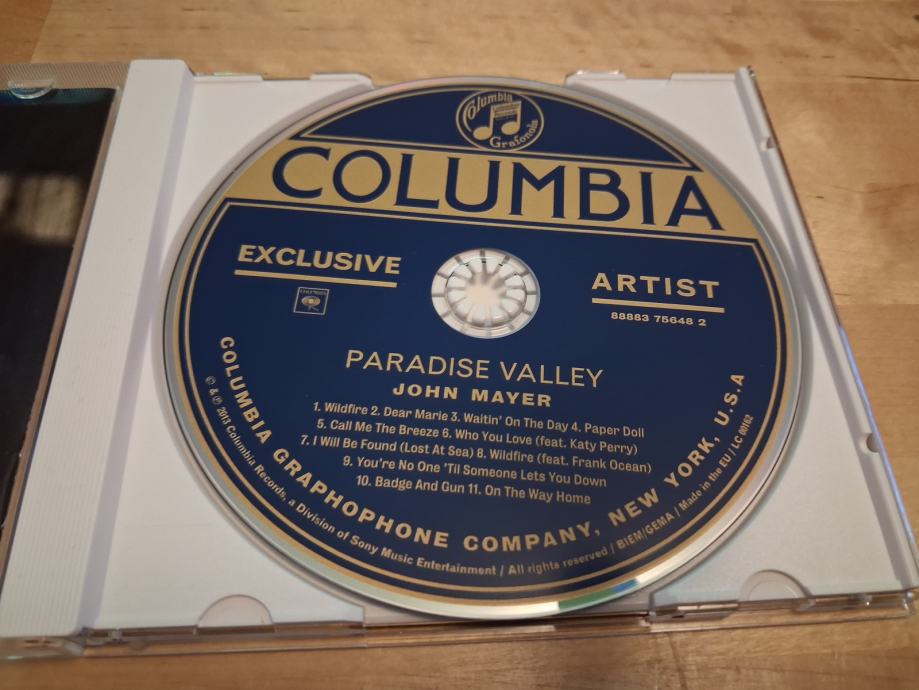 Columbia
Grafonola
COLUMBIA
EXCLUSIVE
ARTIST
88883 75648 2
PARADISE VALLEY
JOHN MAYER
1. Wildfire 2. Dear Marie 3. Waitin' On The Day 4. Paper Doll
5. Call Me The Breeze 6. Who You Love (feat. Katy Perry)
7. I Will Be Found (Lost At Sea) 8. Wildfire (feat. Frank Ocean)
9. You're No One 'Til Someone Lets You Down
10. Badge And Gun 11. On The Way Home
COLUMBIA GRAPHOPHONE COMPANY, NEW YORK, U.S.A
© & ℗ 2013 Columbia Records, a Division of Sony Music Entertainment / All rights reserved / BIEM/GEMA / Made in the EU / LC 00162